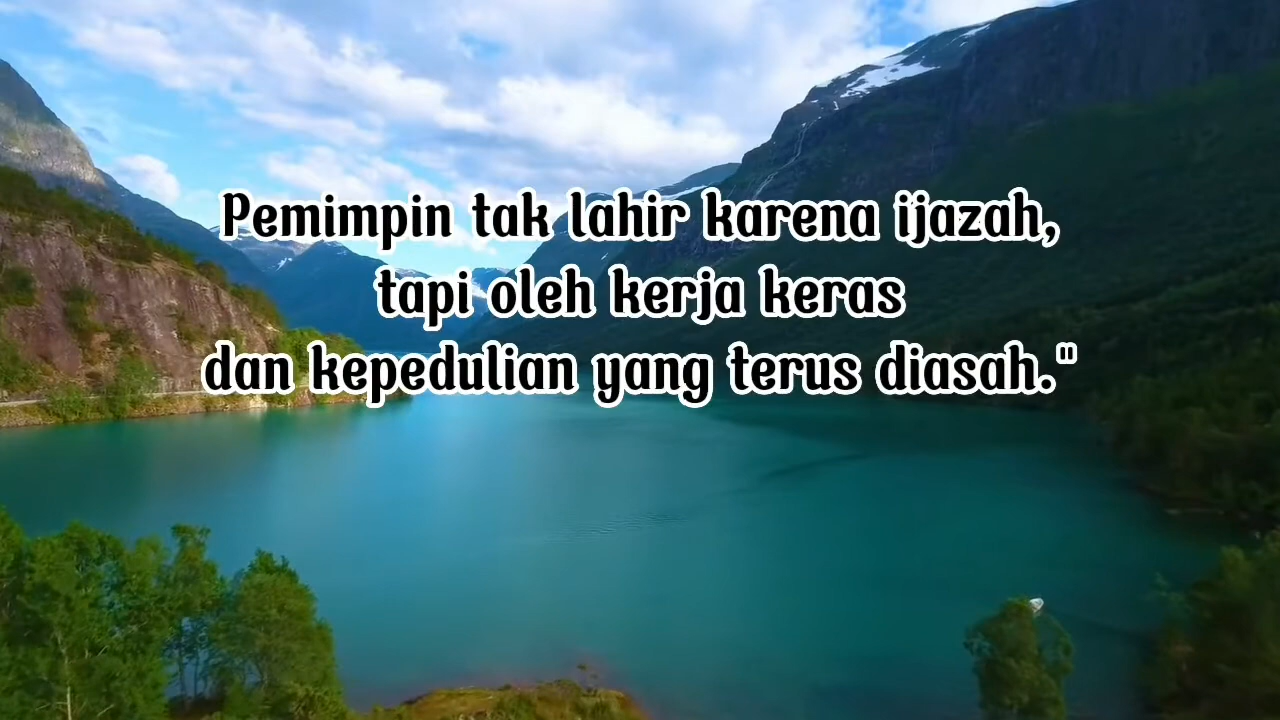 Pemimpin tak lahir karena ijazah,
tapi oleh kerja keras
dan kepedulian yang terus diasah."